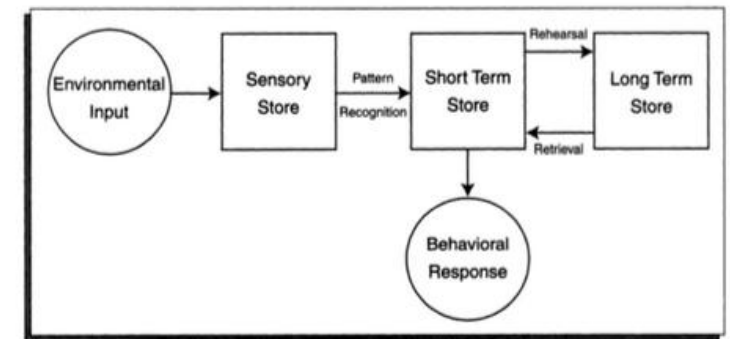 Environmental
Input
Sensory
Store
Pattern
Recognition
Short Term
Store
Rehearsal
Retrieval
Long Term
Store
Behavioral
Response